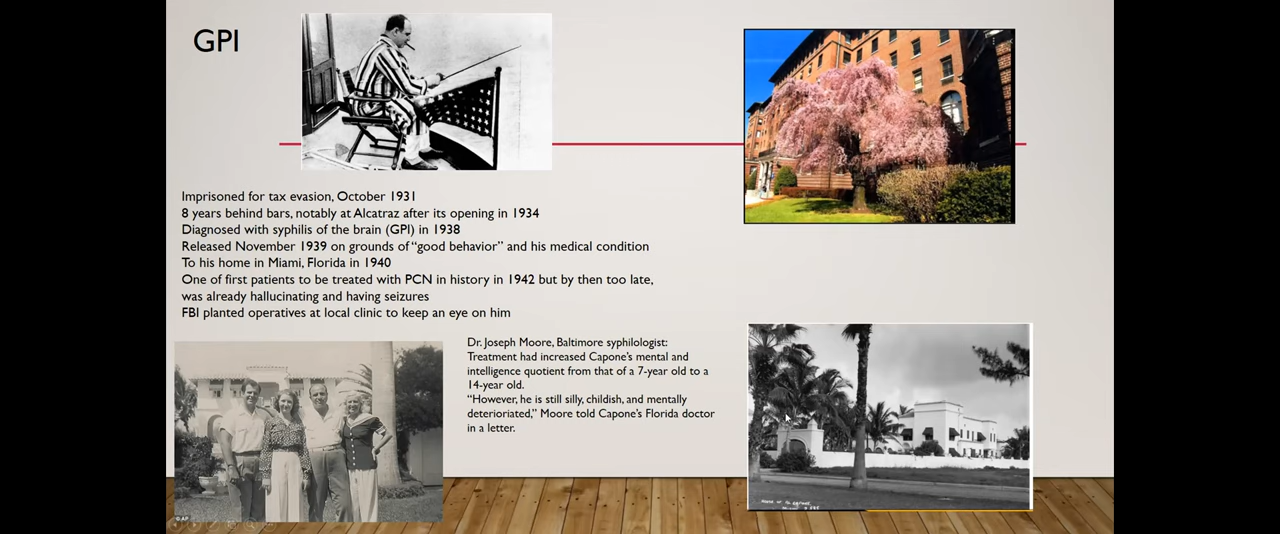 GPI
Imprisoned for tax evasion, October 1931
8 years behind bars, notably at Alcatraz after its opening in 1934
Diagnosed with syphilis of the brain (GPI) in 1938
Released November 1939 on grounds of “good behavior” and his medical condition
To his home in Miami, Florida in 1940
One of first patients to be treated with PCN in history in 1942 but by then too late,
was already hallucinating and having seizures
FBI planted operatives at local clinic to keep an eye on him
Dr. Joseph Moore, Baltimore syphilologist:
Treatment had increased Capone’s mental and
intelligence quotient from that of a 7-year old to a
14-year old.
“However, he is still silly, childish, and mentally
deteriorated,” Moore told Capone’s Florida doctor
in a letter.
© AP